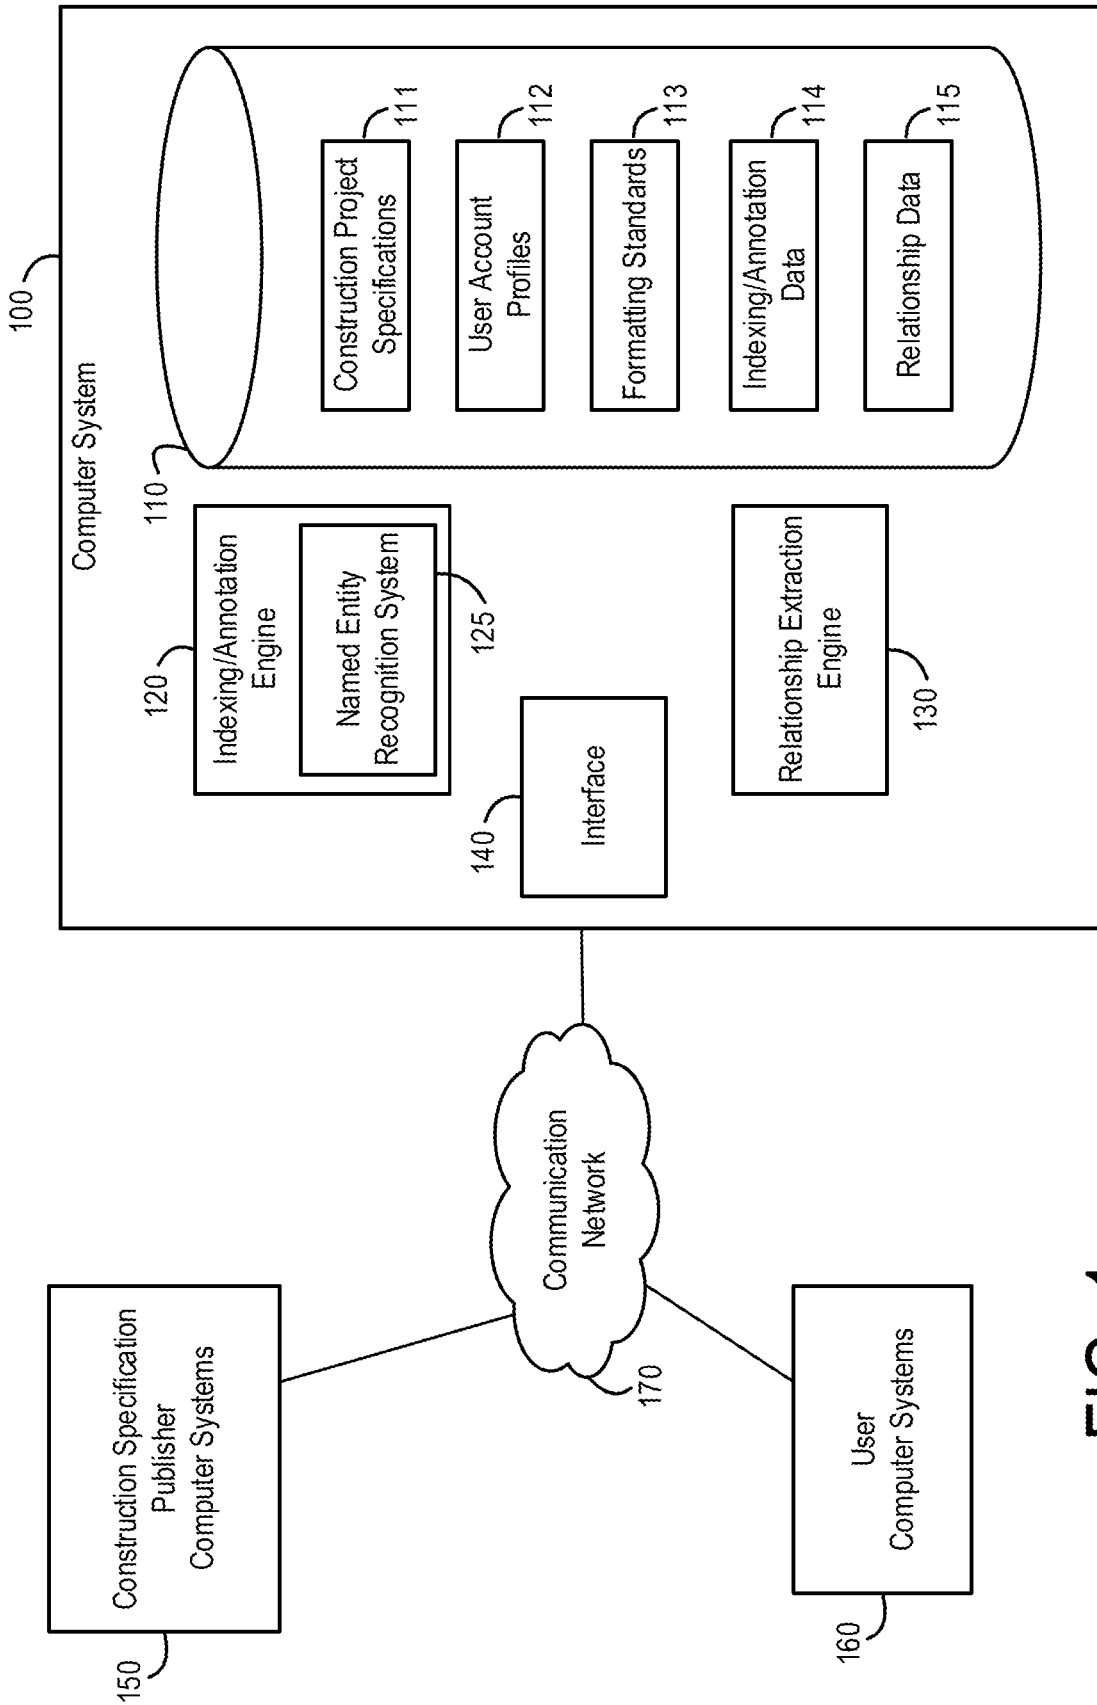 100
Computer System
110
Construction Project
Specifications
111
User Account
Profiles
112
Formatting Standards
113
Indexing/Annotation
Data
114
Relationship Data
115
120
Indexing/Annotation
Engine
Named Entity
Recognition System
125
140
Interface
Relationship Extraction
Engine
130
Communication
Network
170
Construction Specification
Publisher
Computer Systems
150
User
Computer Systems
160